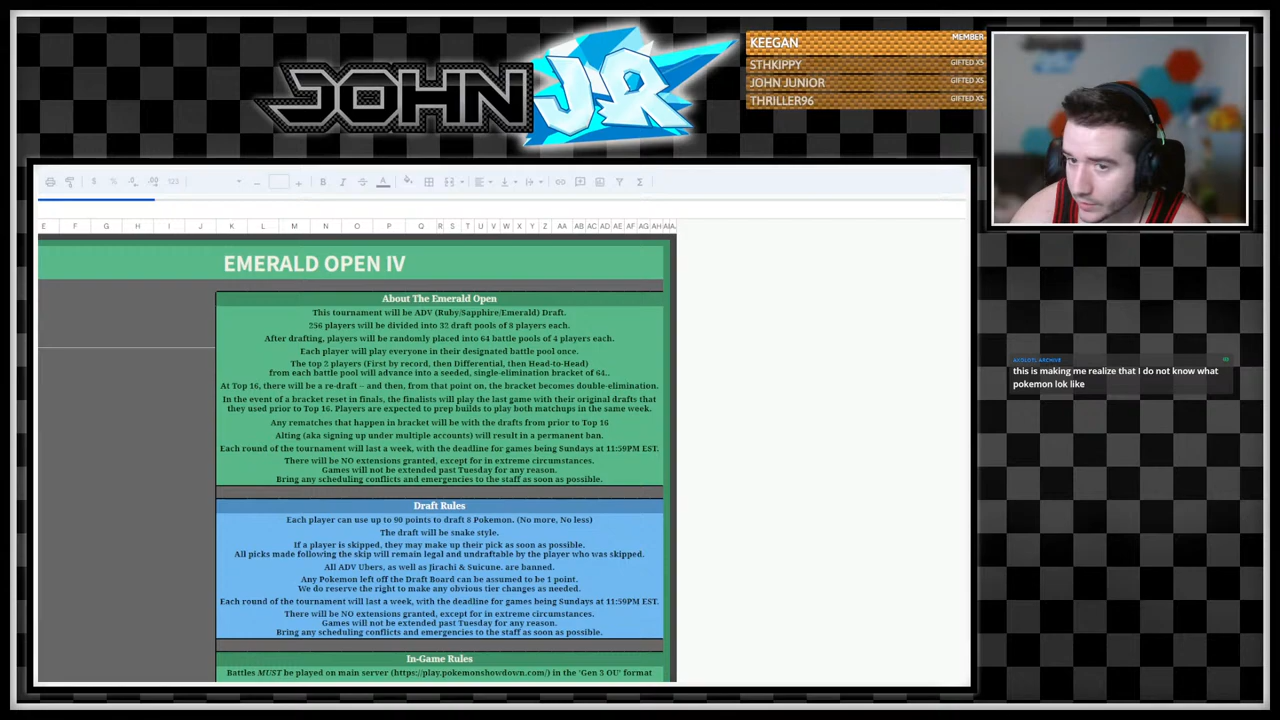 JOHN JR
KEEGAN MEMBER
STHKIPPY GIFTED X5
JOHN JUNIOR GIFTED X5
THRILLER96 GIFTED X5
$ % .0 .00 123 B I A
E F G H I J K L M N O P Q R S T U V W X Y Z AA AB AC AD AE AF AG AH
EMERALD OPEN IV
About The Emerald Open
This tournament will be ADV (Ruby/Sapphire/Emerald) Draft.
256 players will be divided into 32 draft pools of 8 players each.
After drafting, players will be randomly placed into 64 battle pools of 4 players each.
Each player will play everyone in their designated battle pool once.
The top 2 players (First by record, then Differential, then Head-to-Head)
from each battle pool will advance into a seeded, single-elimination bracket of 64..
At Top 16, there will be a re-draft -- and then, from that point on, the bracket becomes double-elimination.
In the event of a bracket reset in finals, the finalists will play the last game with their original drafts that
they used prior to Top 16. Players are expected to prep builds to play both matchups in the same week.
Any rematches that happen in bracket will be with the drafts from prior to Top 16
Alting (aka signing up under multiple accounts) will result in a permanent ban.
Each round of the tournament will last a week, with the deadline for games being Sundays at 11:59PM EST.
There will be NO extensions granted, except for in extreme circumstances.
Games will not be extended past Tuesday for any reason.
Bring any scheduling conflicts and emergencies to the staff as soon as possible.
Draft Rules
Each player can use up to 90 points to draft 8 Pokemon. (No more, No less)
The draft will be snake style.
If a player is skipped, they may make up their pick as soon as possible.
All picks made following the skip will remain legal and undraftable by the player who was skipped.
All ADV Ubers, as well as Jirachi & Suicune. are banned.
Any Pokemon left off the Draft Board can be assumed to be 1 point.
We do reserve the right to make any obvious tier changes as needed.
Each round of the tournament will last a week, with the deadline for games being Sundays at 11:59PM EST.
There will be NO extensions granted, except for in extreme circumstances.
Games will not be extended past Tuesday for any reason.
Bring any scheduling conflicts and emergencies to the staff as soon as possible.
In-Game Rules
Battles MUST be played on main server (https://play.pokemonshowdown.com/) in the 'Gen 3 OU' format
AXOLOTL ARCHIVE
this is making me realize that I do not know what
pokemon lok like